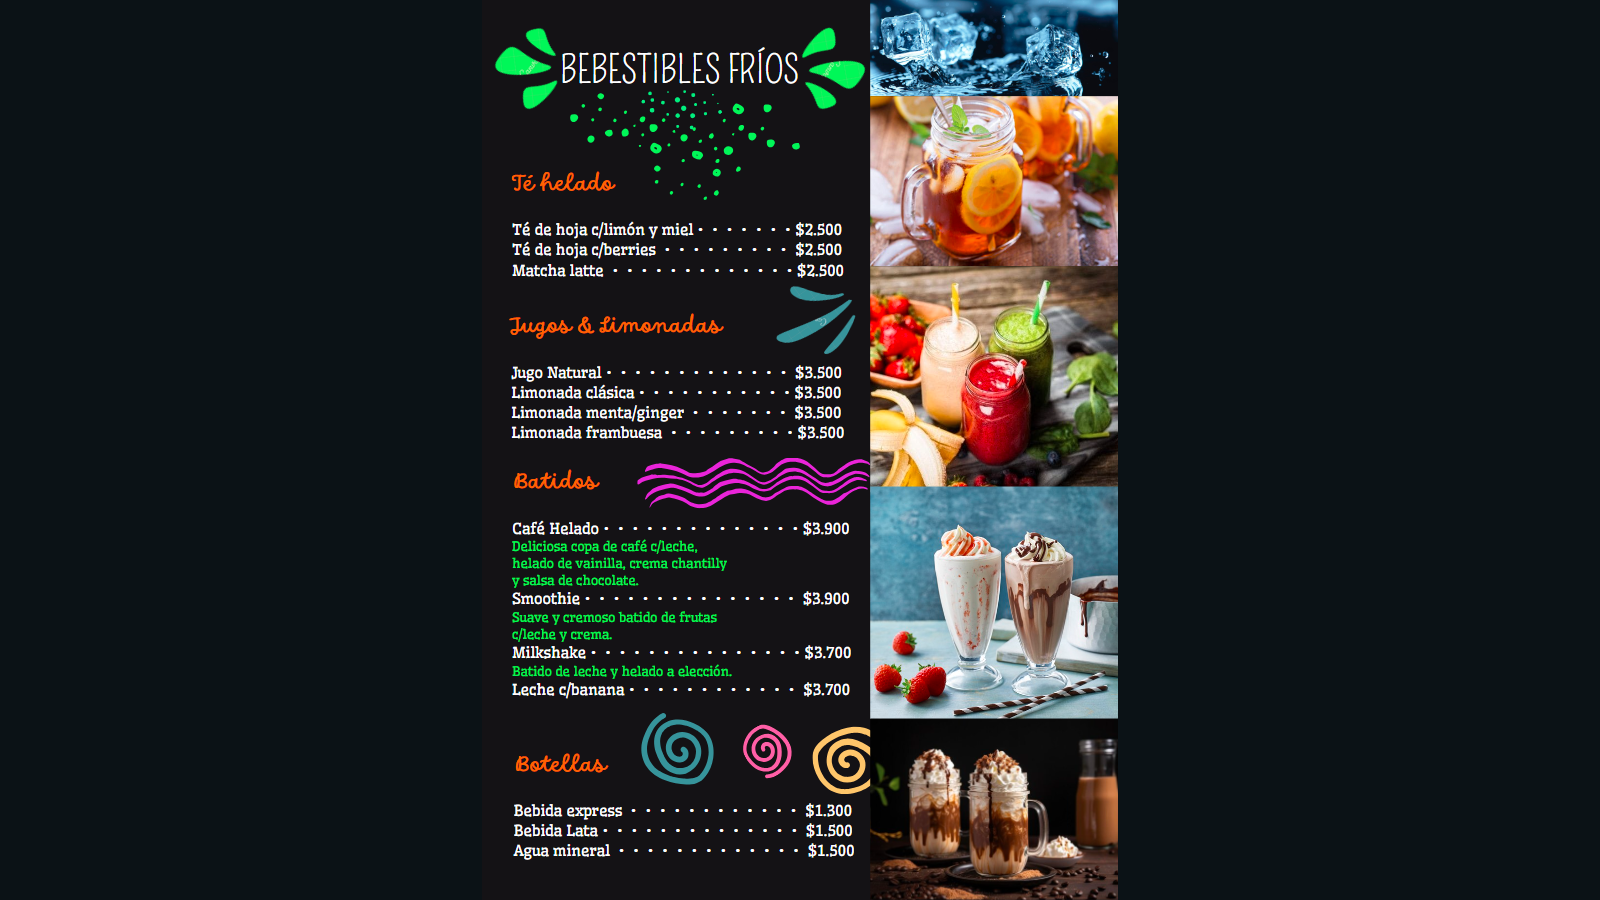 BEBESTIBLES FRÍOS
Té helado
Té de hoja c/limón y miel · · · · · · · $2.500
Té de hoja c/berries · · · · · · · · · $2.500
Matcha latte · · · · · · · · · · · · · $2.500
Jugos & Limonadas
Jugo Natural · · · · · · · · · · · · · $3.500
Limonada clásica · · · · · · · · · · · $3.500
Limonada menta/ginger · · · · · · · $3.500
Limonada frambuesa · · · · · · · · · $3.500
Batidos
Café Helado · · · · · · · · · · · · · · $3.900
Deliciosa copa de café c/leche,
helado de vainilla, crema chantilly
y salsa de chocolate.
Smoothie · · · · · · · · · · · · · · · $3.900
Suave y cremoso batido de frutas
c/leche y crema.
Milkshake · · · · · · · · · · · · · · · $3.700
Batido de leche y helado a elección.
Leche c/banana · · · · · · · · · · · · $3.700
Botellas
Bebida express · · · · · · · · · · · · $1.300
Bebida Lata · · · · · · · · · · · · · · $1.500
Agua mineral · · · · · · · · · · · · · $1.500